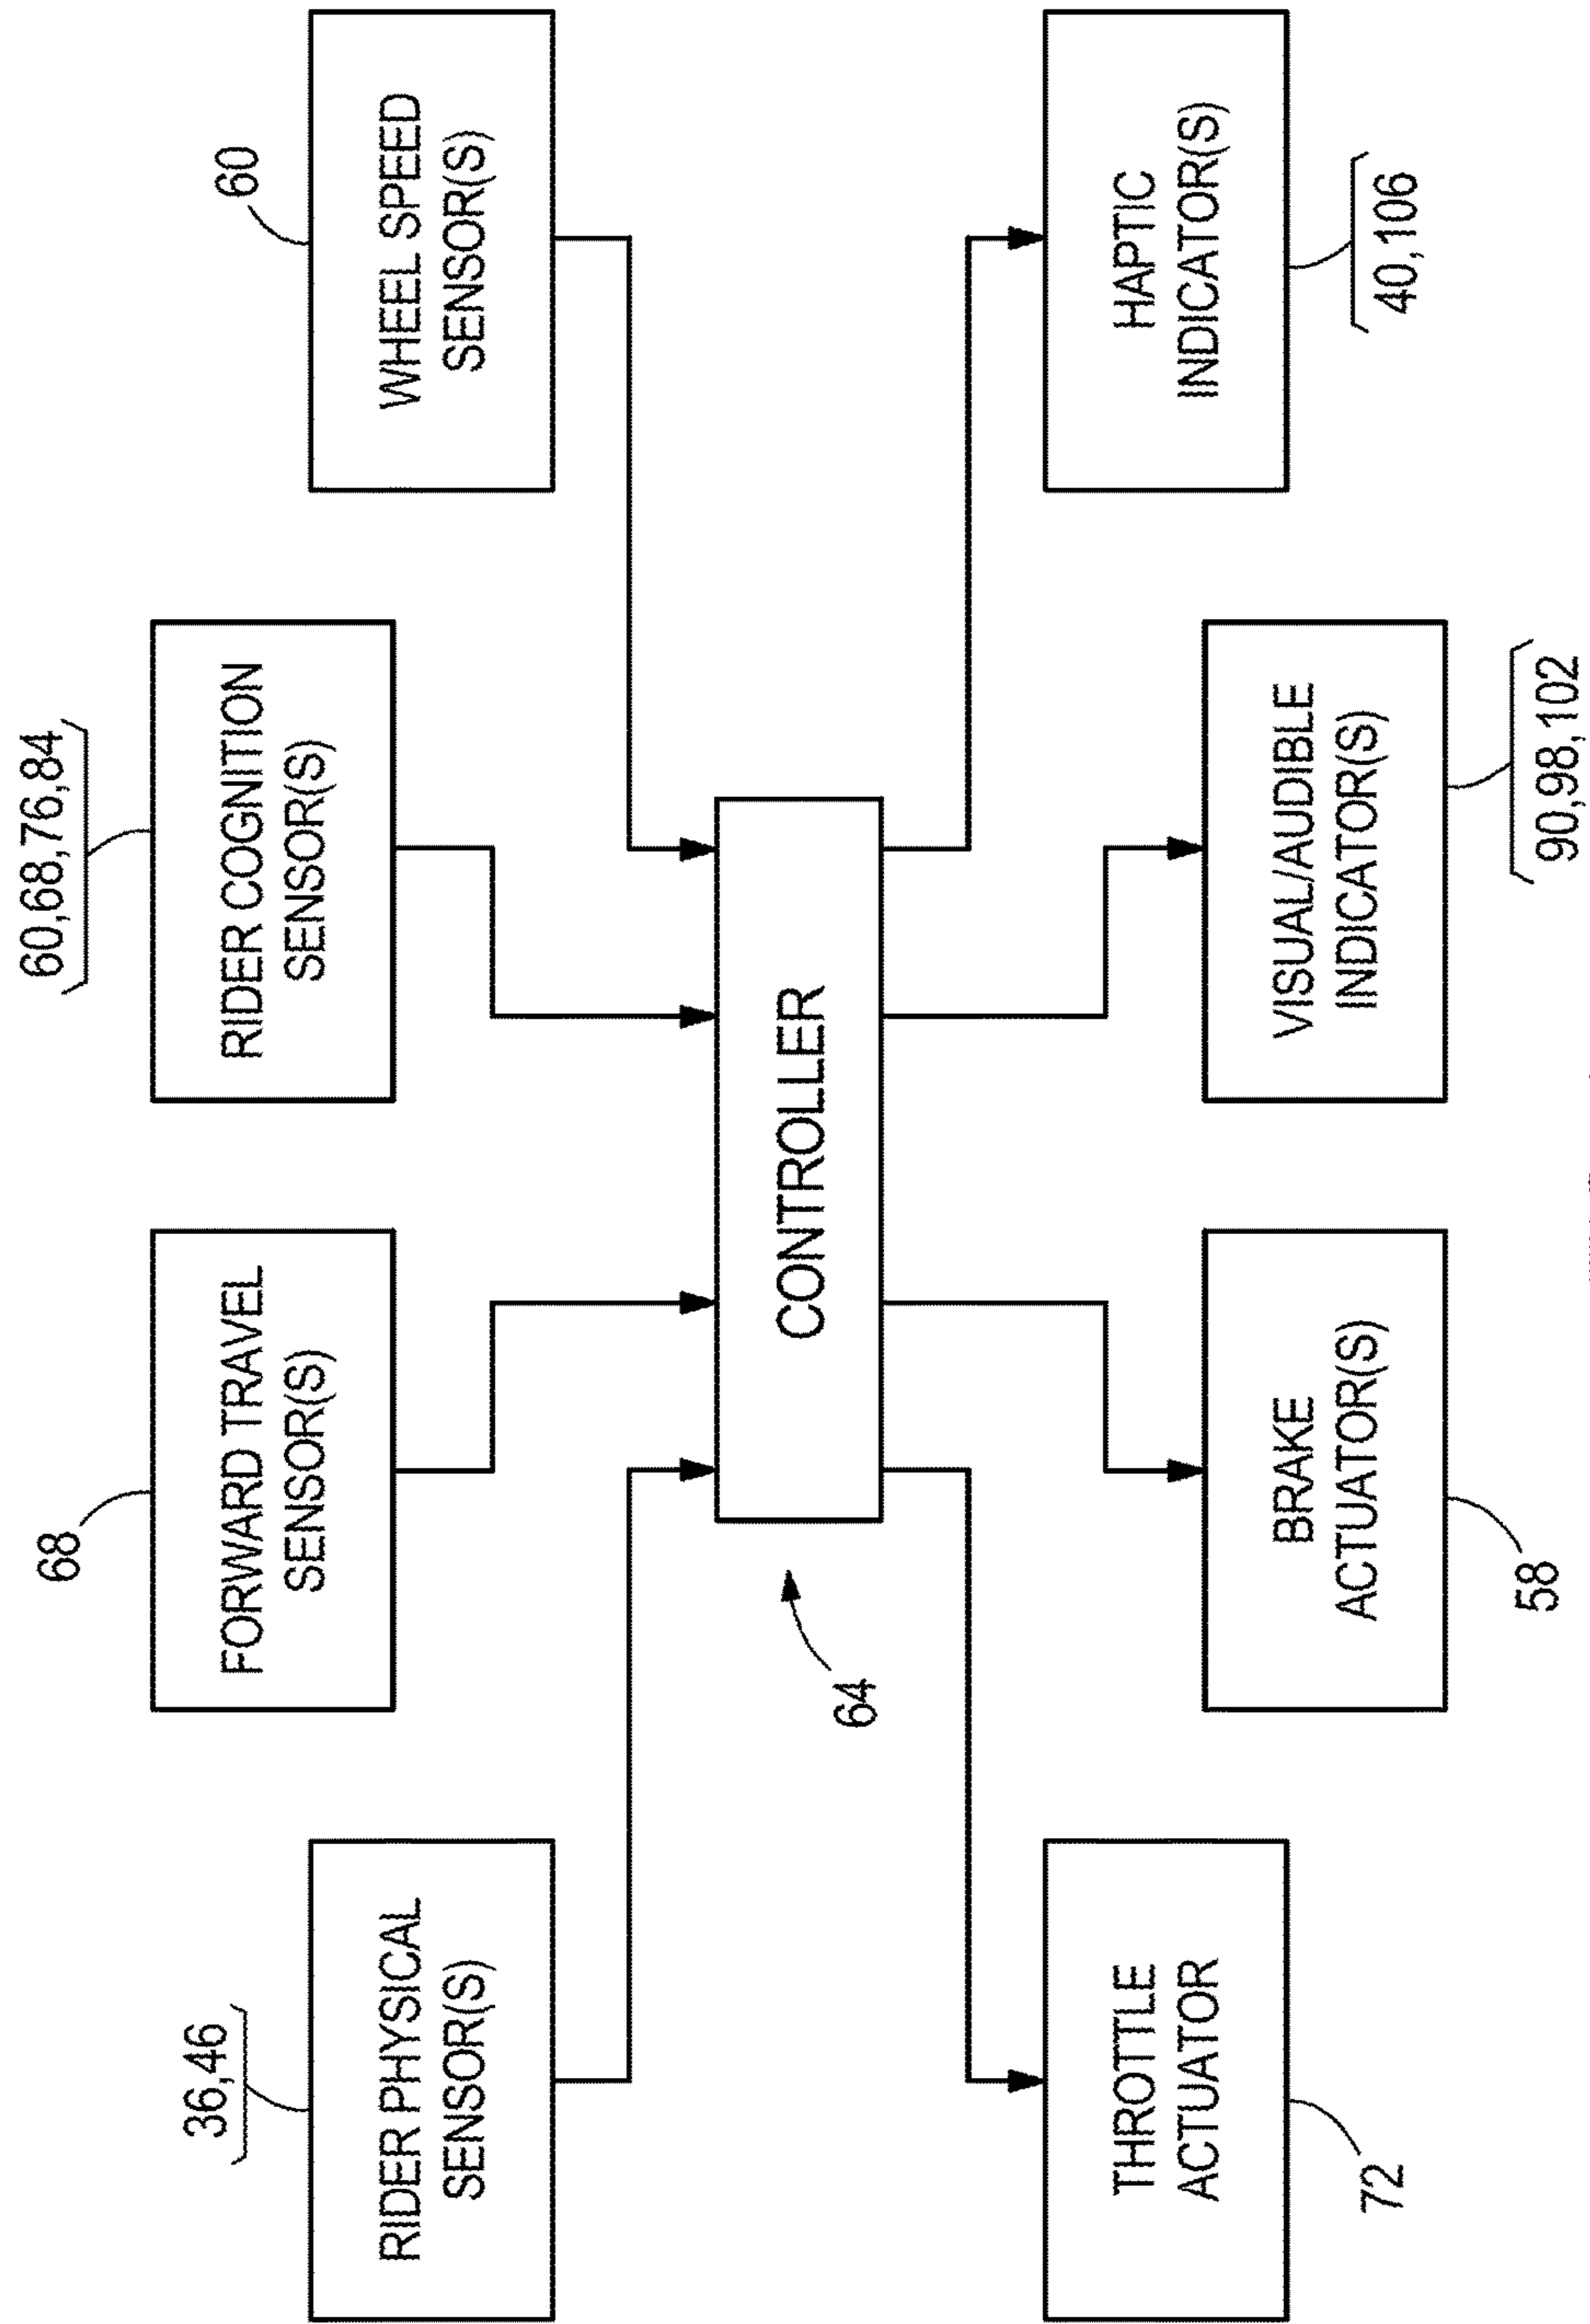 36,46
RIDER PHYSICAL
SENSOR(S)
68
FORWARD TRAVEL
SENSOR(S)
60,68,76,84
RIDER COGNITION
SENSOR(S)
60
WHEEL SPEED
SENSOR(S)
64
CONTROLLER
THROTTLE
ACTUATOR
72
BRAKE
ACTUATOR(S)
58
VISUAL/AUDIBLE
INDICATOR(S)
90,98,102
HAPTIC
INDICATOR(S)
40,106